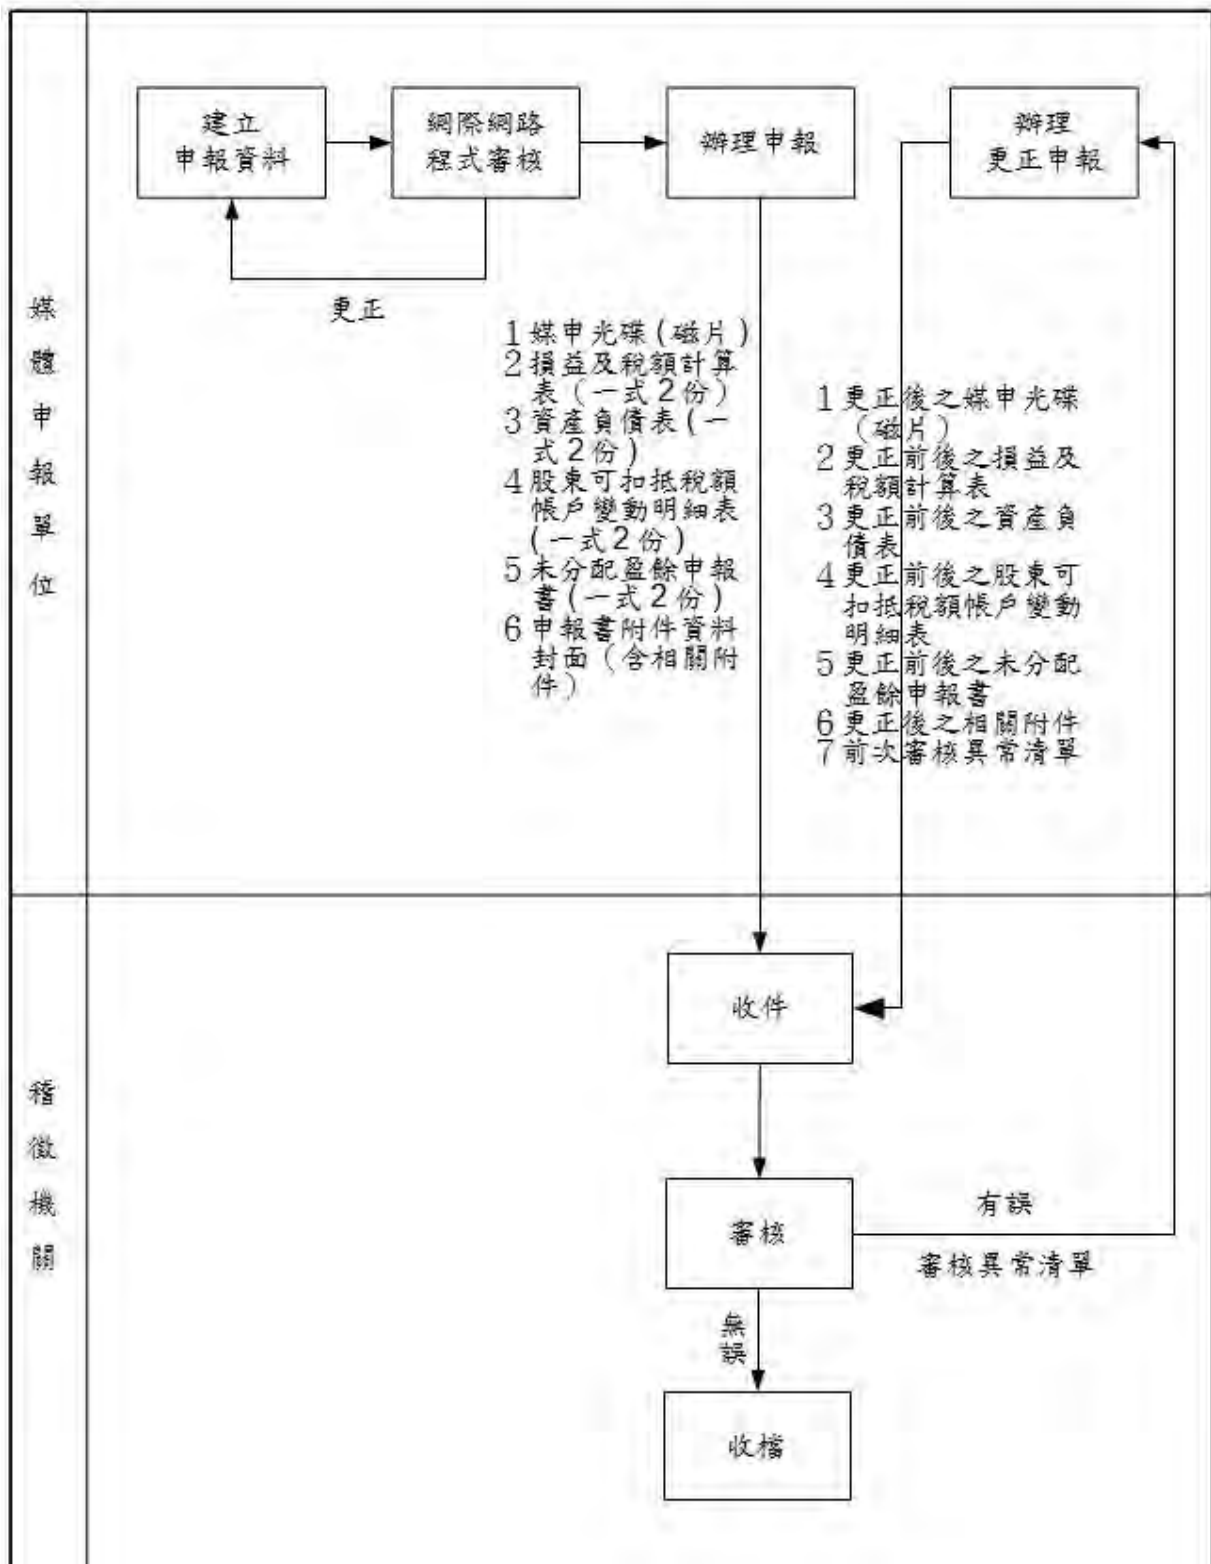 媒體申報單位
建立
申報資料
網際網路
程式審核
辦理申報
辦理
更正申報
更正
1 媒申光碟(磁片)
2 損益及稅額計算
表(一式2份)
3 資產負債表(一
式2份)
4 股東可扣抵稅額
帳戶變動明細表
(一式2份)
5 未分配盈餘申報
書(一式2份)
6 申報書附件資料
封面(含相關附
件)
1 更正後之媒申光碟
(磁片)
2 更正前後之損益及
稅額計算表
3 更正前後之資產負
債表
4 更正前後之股東可
扣抵稅額帳戶變動
明細表
5 更正前後之未分配
盈餘申報書
6 更正後之相關附件
7 前次審核異常清單
稽徵機關
收件
審核
有誤
審核異常清單
無誤
收檔